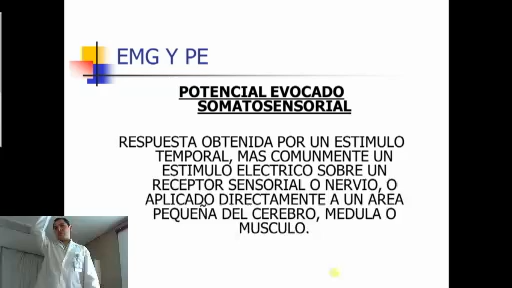 EMG Y PE
POTENCIAL EVOCADO
SOMATOSENSORIAL
RESPUESTA OBTENIDA POR UN ESTIMULO
TEMPORAL, MAS COMUNMENTE UN
ESTIMULO ELECTRICO SOBRE UN
RECEPTOR SENSORIAL O NERVIO, O
APLICADO DIRECTAMENTE A UN AREA
PEQUEÑA DEL CEREBRO, MEDULA O
MUSCULO.